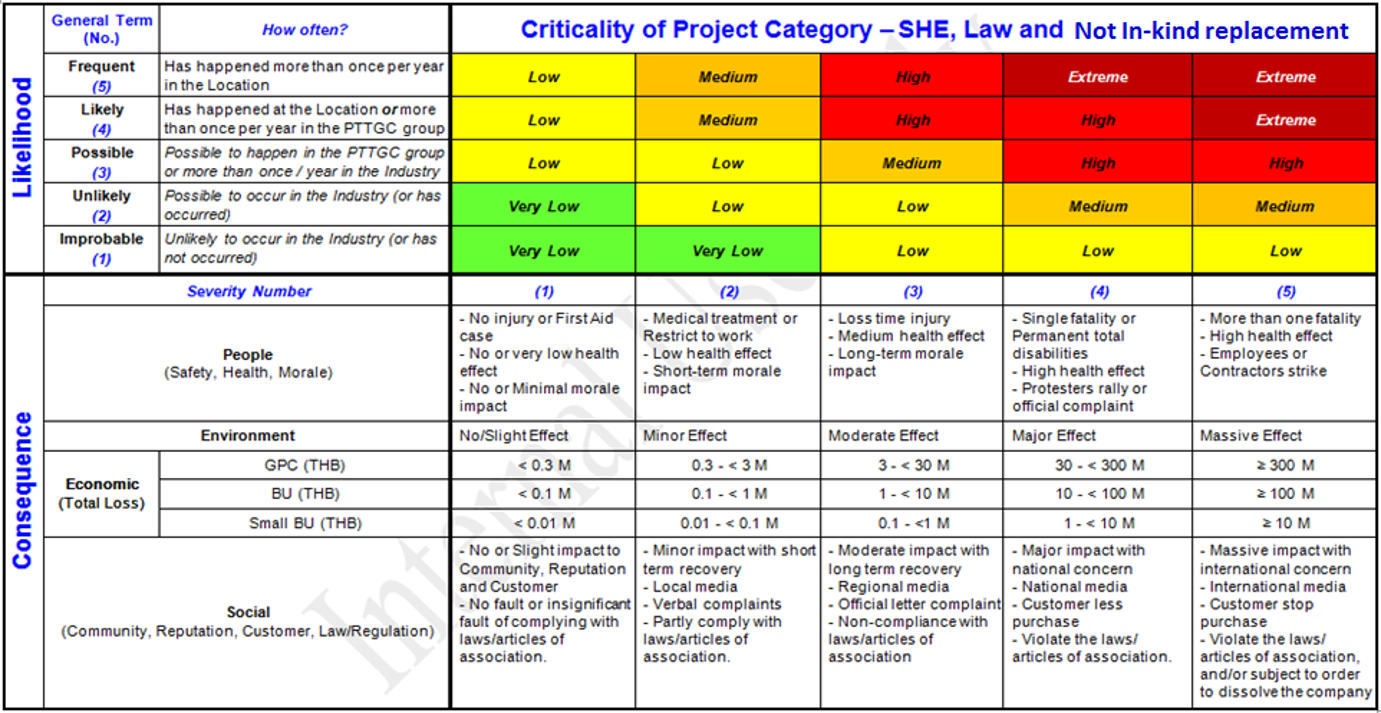 General Term
(No.)
How often?
Criticality of Project Category – SHE, Law and Not In-kind replacement
Likelihood
Frequent
(5)
Has happened more than once per year
in the Location
Low
Medium
High
Extreme
Extreme
Likely
(4)
Has happened at the Location or more
than once per year in the PTTGC group
Low
Medium
High
High
Extreme
Possible
(3)
Possible to happen in the PTTGC group
or more than once / year in the Industry
Low
Low
Medium
High
High
Unlikely
(2)
Possible to occur in the Industry (or has
occurred)
Very Low
Low
Low
Medium
Medium
Improbable
(1)
Unlikely to occur in the Industry (or has
not occurred)
Very Low
Very Low
Low
Low
Low
Consequence
Severity Number
(1)
(2)
(3)
(4)
(5)
People
(Safety, Health, Morale)
- No injury or First Aid
case
- No or very low health
effect
- No or Minimal morale
impact
- Medical treatment or
Restrict to work
- Low health effect
- Short-term morale
impact
- Loss time injury
- Medium health effect
- Long-term morale
impact
- Single fatality or
Permanent total
disabilities
- High health effect
- Protesters rally or
official complaint
- More than one fatality
- High health effect
- Employees or
Contractors strike
Environment
No/Slight Effect
Minor Effect
Moderate Effect
Major Effect
Massive Effect
Economic
(Total Loss)
GPC (THB)
< 0.3 M
0.3 - < 3 M
3 - < 30 M
30 - < 300 M
≥ 300 M
BU (THB)
< 0.1 M
0.1 - < 1 M
1 - < 10 M
10 - < 100 M
≥ 100 M
Small BU (THB)
< 0.01 M
0.01 - < 0.1 M
0.1 - <1 M
1 - < 10 M
≥ 10 M
Social
(Community, Reputation, Customer, Law/Regulation)
- No or Slight impact to
Community, Reputation
and Customer
- No fault or insignificant
fault of complying with
laws/articles of
association.
- Minor impact with short
term recovery
- Local media
- Verbal complaints
- Partly comply with
laws/articles of
association.
- Moderate impact with
long term recovery
- Regional media
- Official letter complaint
- Non-compliance with
laws/articles of
association
- Major impact with
national concern
- National media
- Customer less
purchase
- Violate the laws/
articles of association.
- Massive impact with
international concern
- International media
- Customer stop
purchase
- Violate the laws/
articles of association,
and/or subject to order
to dissolve the company
Internal